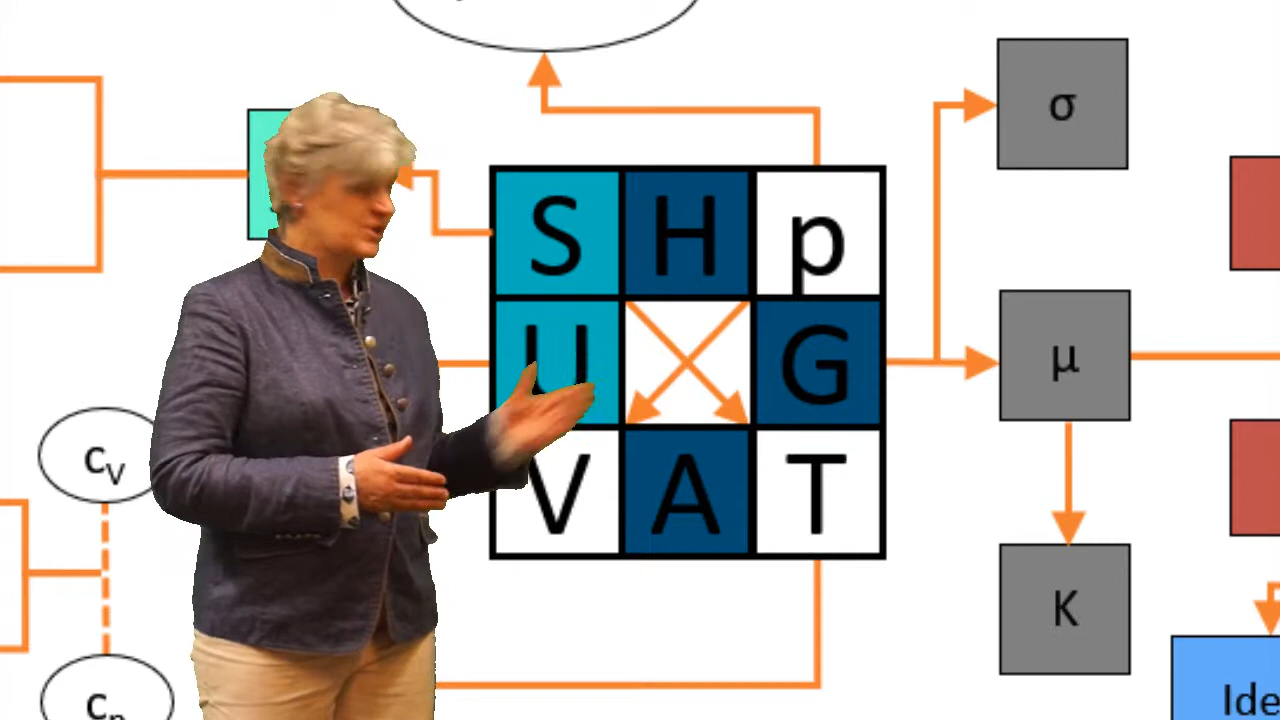 σ
S H p
U G
μ
V A T
c_V
K
c_p
Ide